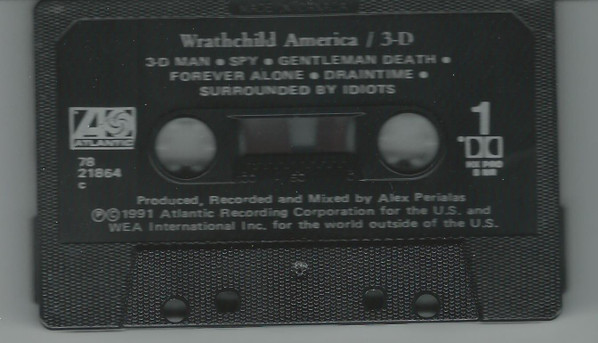 Wrathchild America / 3-D
3-D MAN • SPY • GENTLEMAN DEATH •
FOREVER ALONE • DRAINTIME •
SURROUNDED BY IDIOTS
ATLANTIC
78
21864
c
1
Produced, Recorded and Mixed by Alex Perialas
Ⓟ©1991 Atlantic Recording Corporation for the U.S. and
WEA International Inc. for the world outside of the U.S.